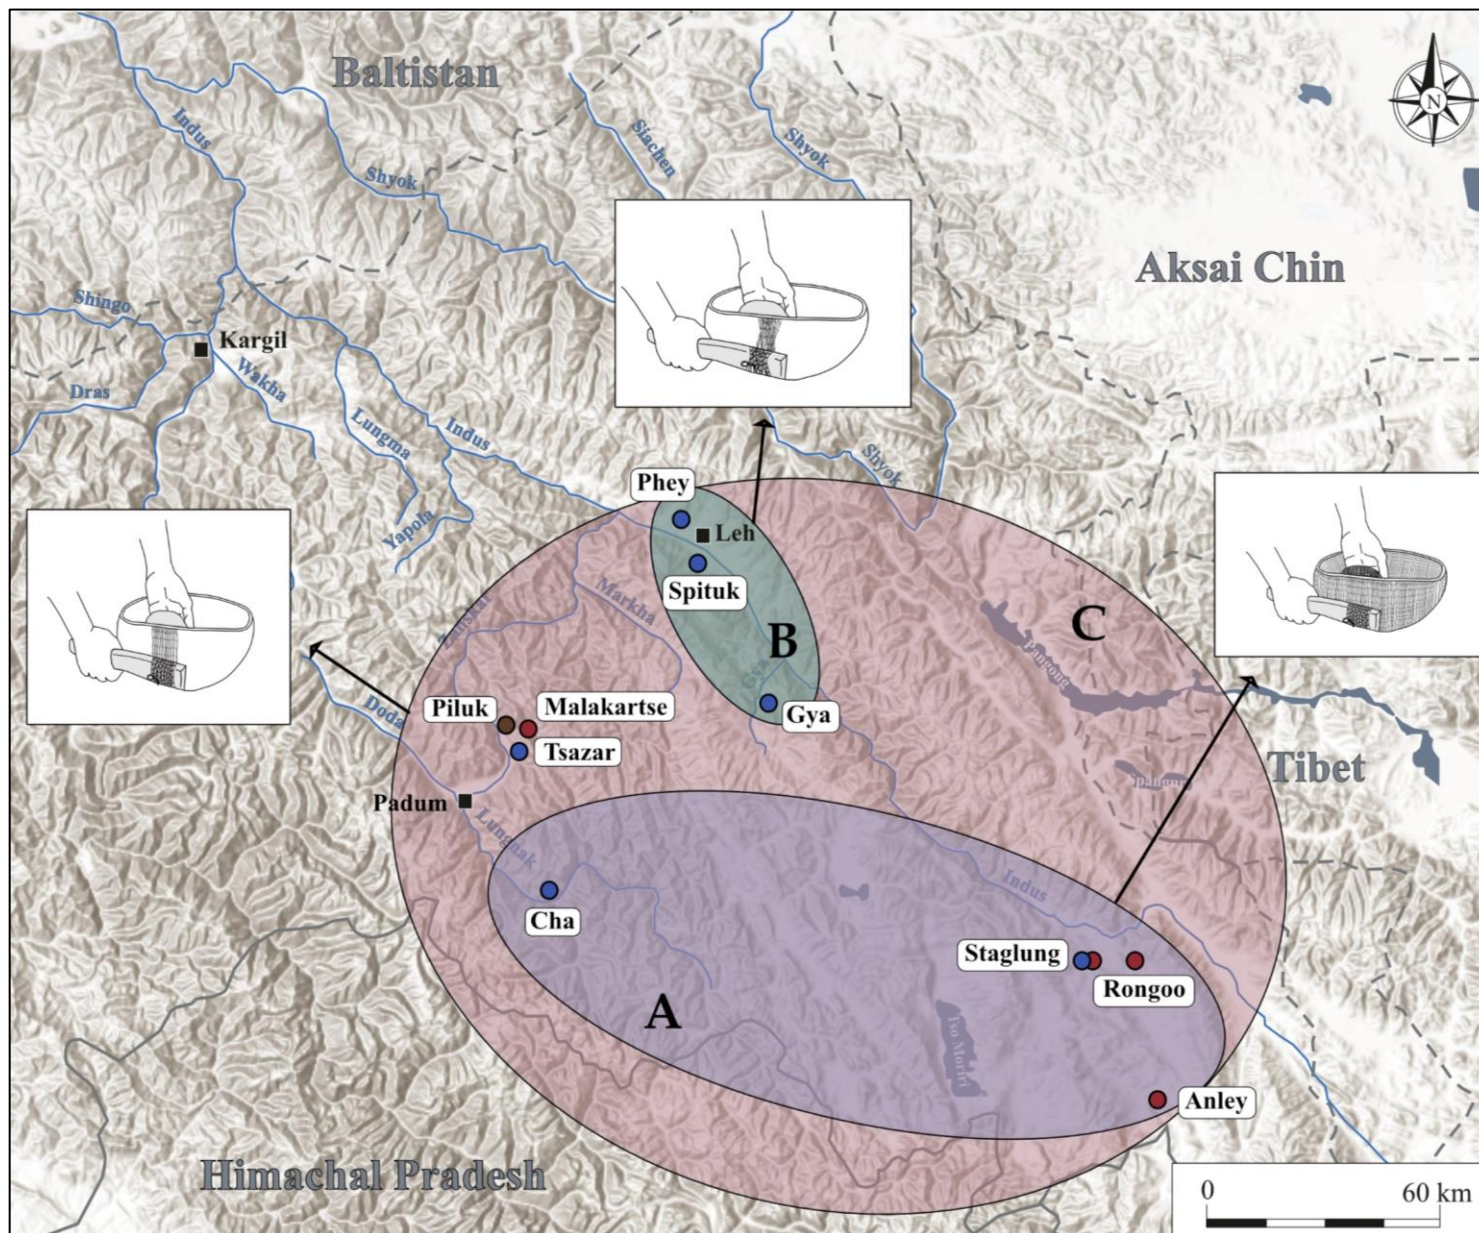 Baltistan
Indus
Siachen
Shyok
Shyok
N
Aksai Chin
Shingo
Kargil
Wakha
Dras
Lungma
Indus
Shyok
Phey
Leh
Yapola
Spituk
Markha
Zanskar
C
B
Pangong
Gya
Piluk
Malakartse
Gya
Doda
Tsazar
Spangur
Tibet
Padum
Lungnak
Indus
Cha
Staglung
Rongoo
A
Tso Moriri
Anley
Himachal Pradesh
0
60 km